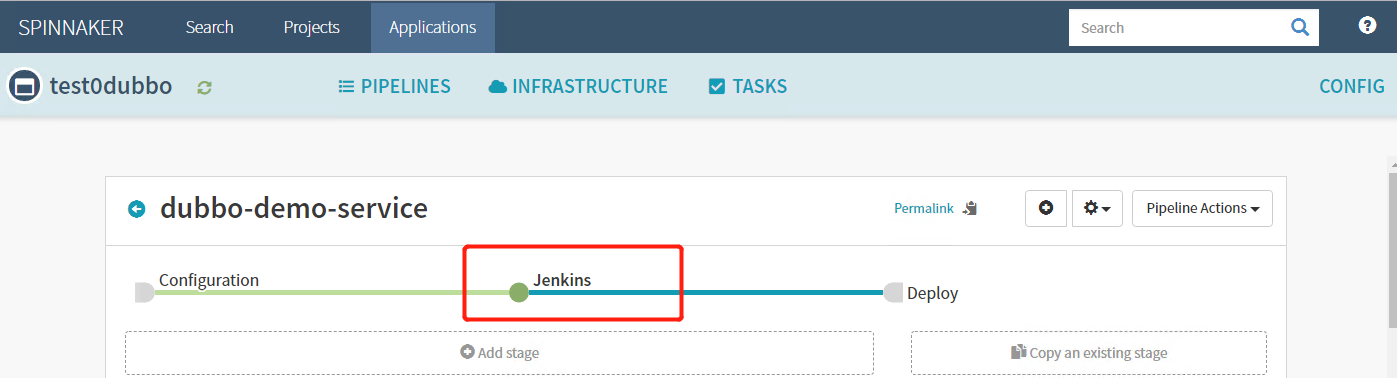 SPINNAKER Search Projects Applications Search
test0dubbo PIPELINES INFRASTRUCTURE TASKS CONFIG
dubbo-demo-service Permalink Pipeline Actions
Configuration Jenkins Deploy
Add stage Copy an existing stage